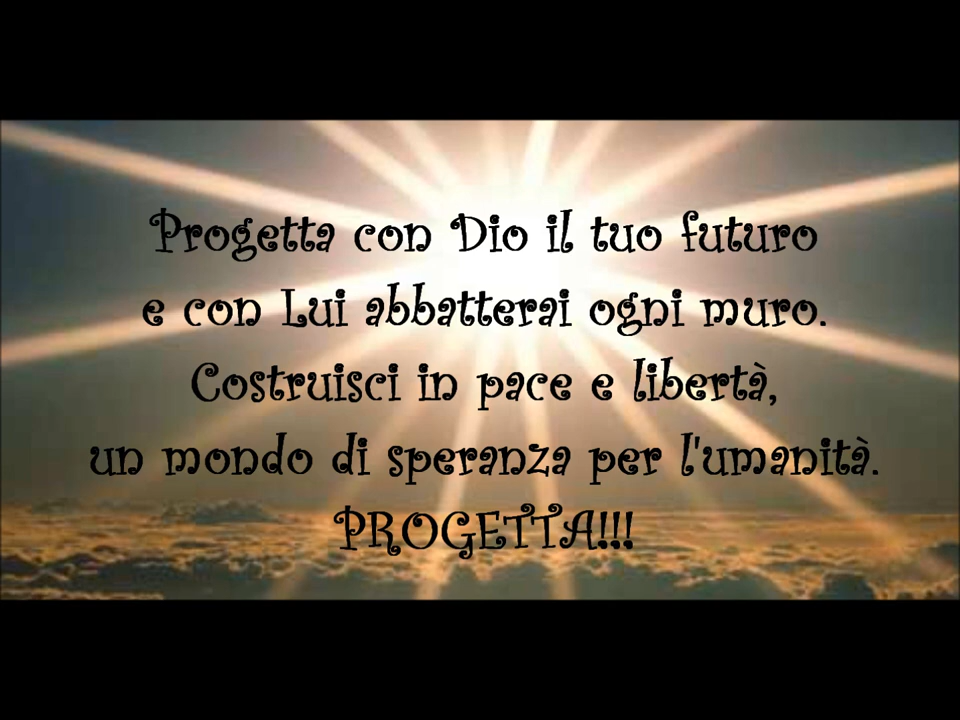 Progetta con Dio il tuo futuro
e con Lui abbatterai ogni muro.
Costruisci in pace e libertà,
un mondo di speranza per l'umanità.
PROGETTA!!!